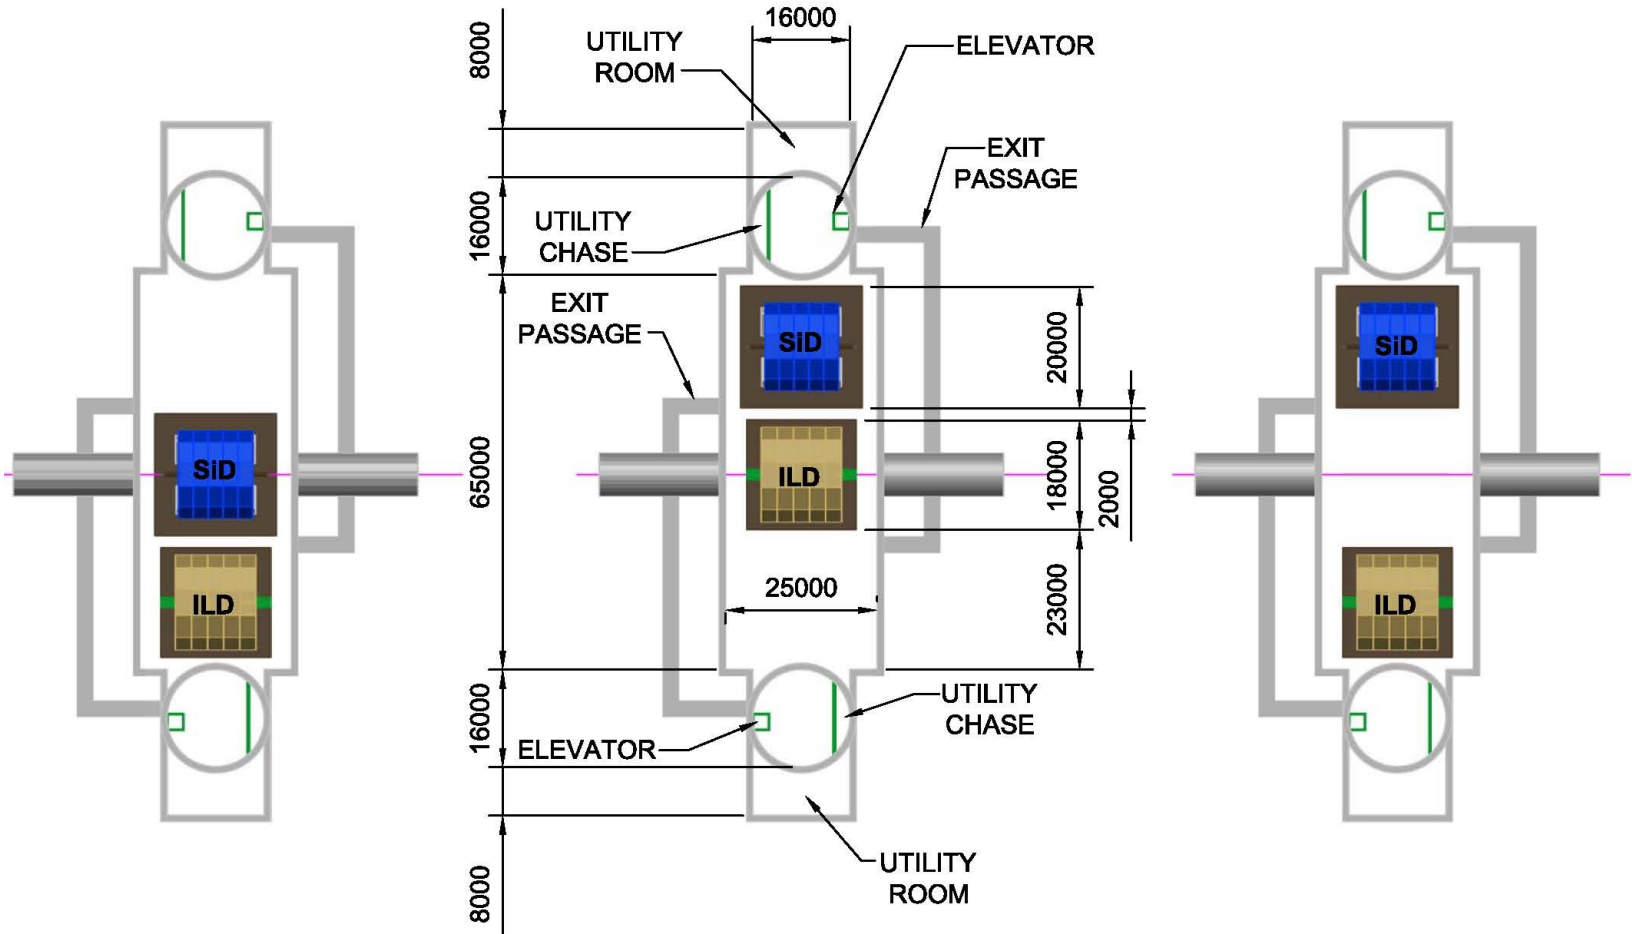 16000
8000
UTILITY
ROOM
ELEVATOR
EXIT
PASSAGE
16000
UTILITY
CHASE
EXIT
PASSAGE
SiD
20000
SiD
65000
SiD
ILD
18000
2000
25000
23000
ILD
ILD
16000
UTILITY
CHASE
ELEVATOR
UTILITY
ROOM
8000